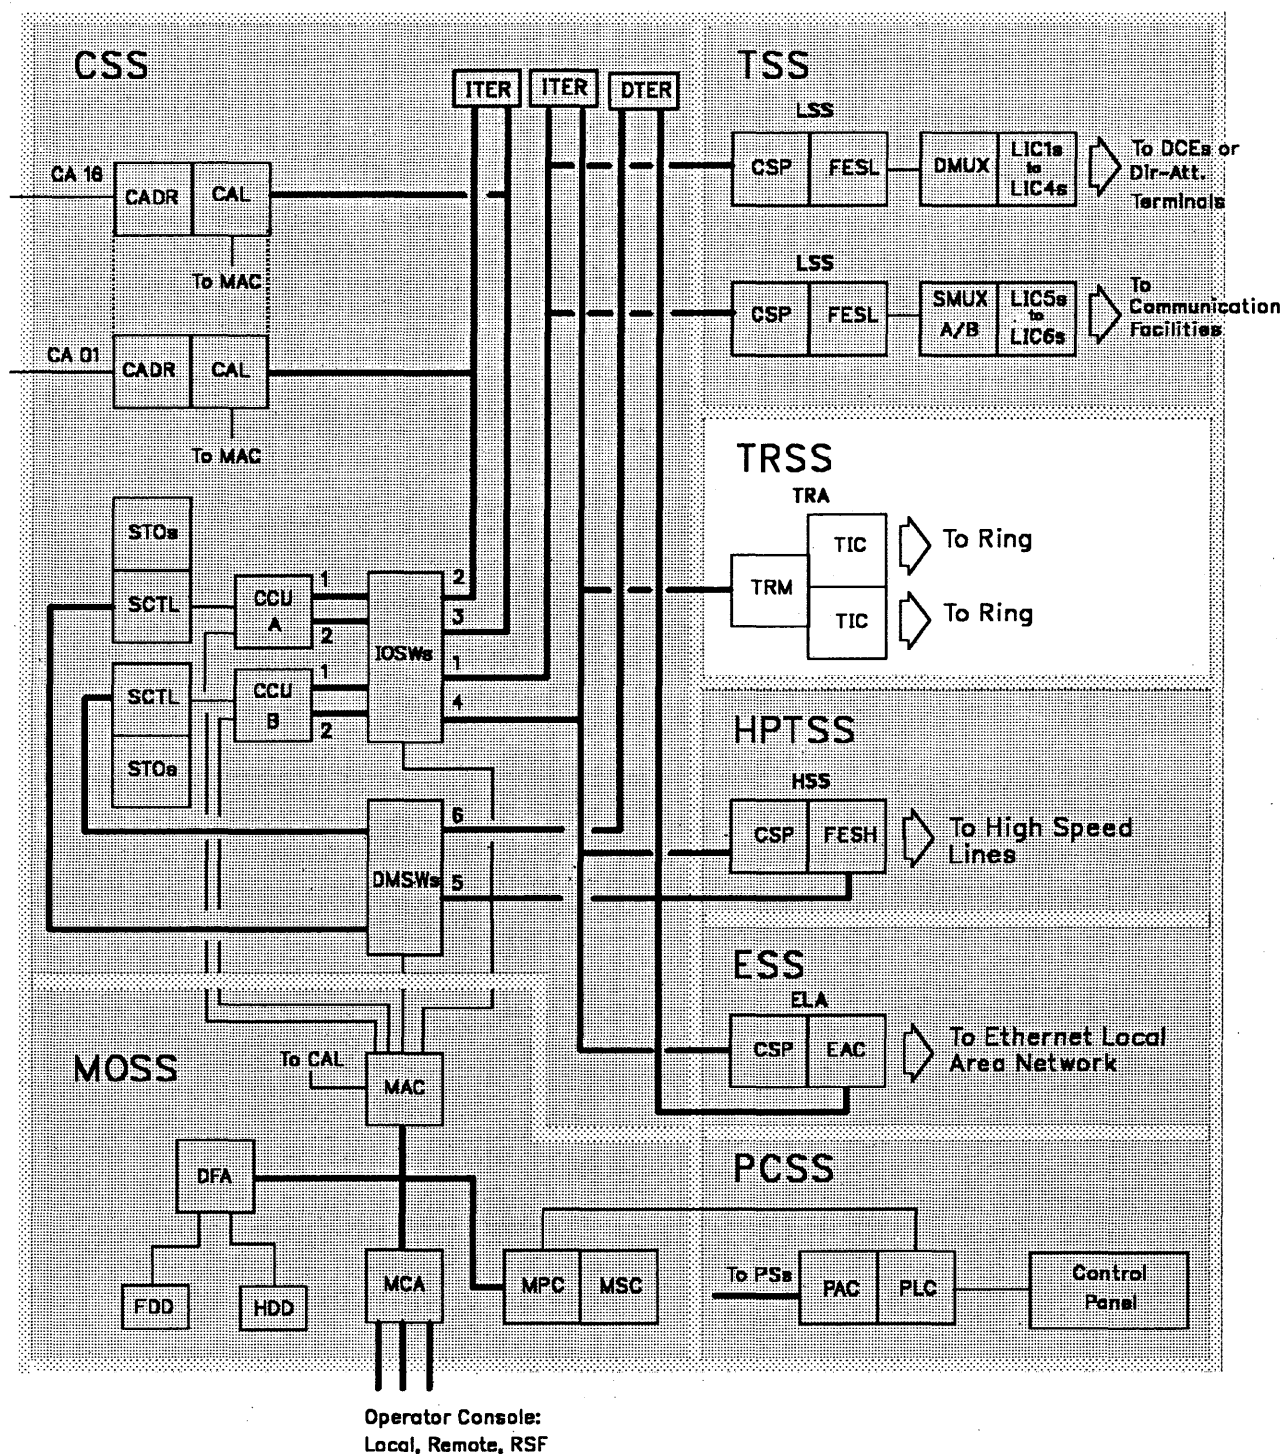 CSS
ITER
ITER
DTER
CA 16
CADR
CAL
To MAC
CA 01
CADR
CAL
To MAC
STOs
SCTL
CCU
A
1
2
SCTL
STOs
CCU
B
1
2
IOSWs
2
3
1
4
DMSWs
6
5
TSS
LSS
CSP
FESL
DMUX
LIC1s
to
LIC4s
To DCEs or
Dir-Att.
Terminals
LSS
CSP
FESL
SMUX
A/B
LIC5s
to
LIC6s
To
Communication
Facilities
TRSS
TRA
TRM
TIC
To Ring
TIC
To Ring
HPTSS
HSS
CSP
FESH
To High Speed
Lines
ESS
ELA
CSP
EAC
To Ethernet Local
Area Network
MOSS
To CAL
MAC
DFA
FDD
HDD
MCA
MPC
MSC
PCSS
To PSs
PAC
PLC
Control
Panel
Operator Console:
Local, Remote, RSF